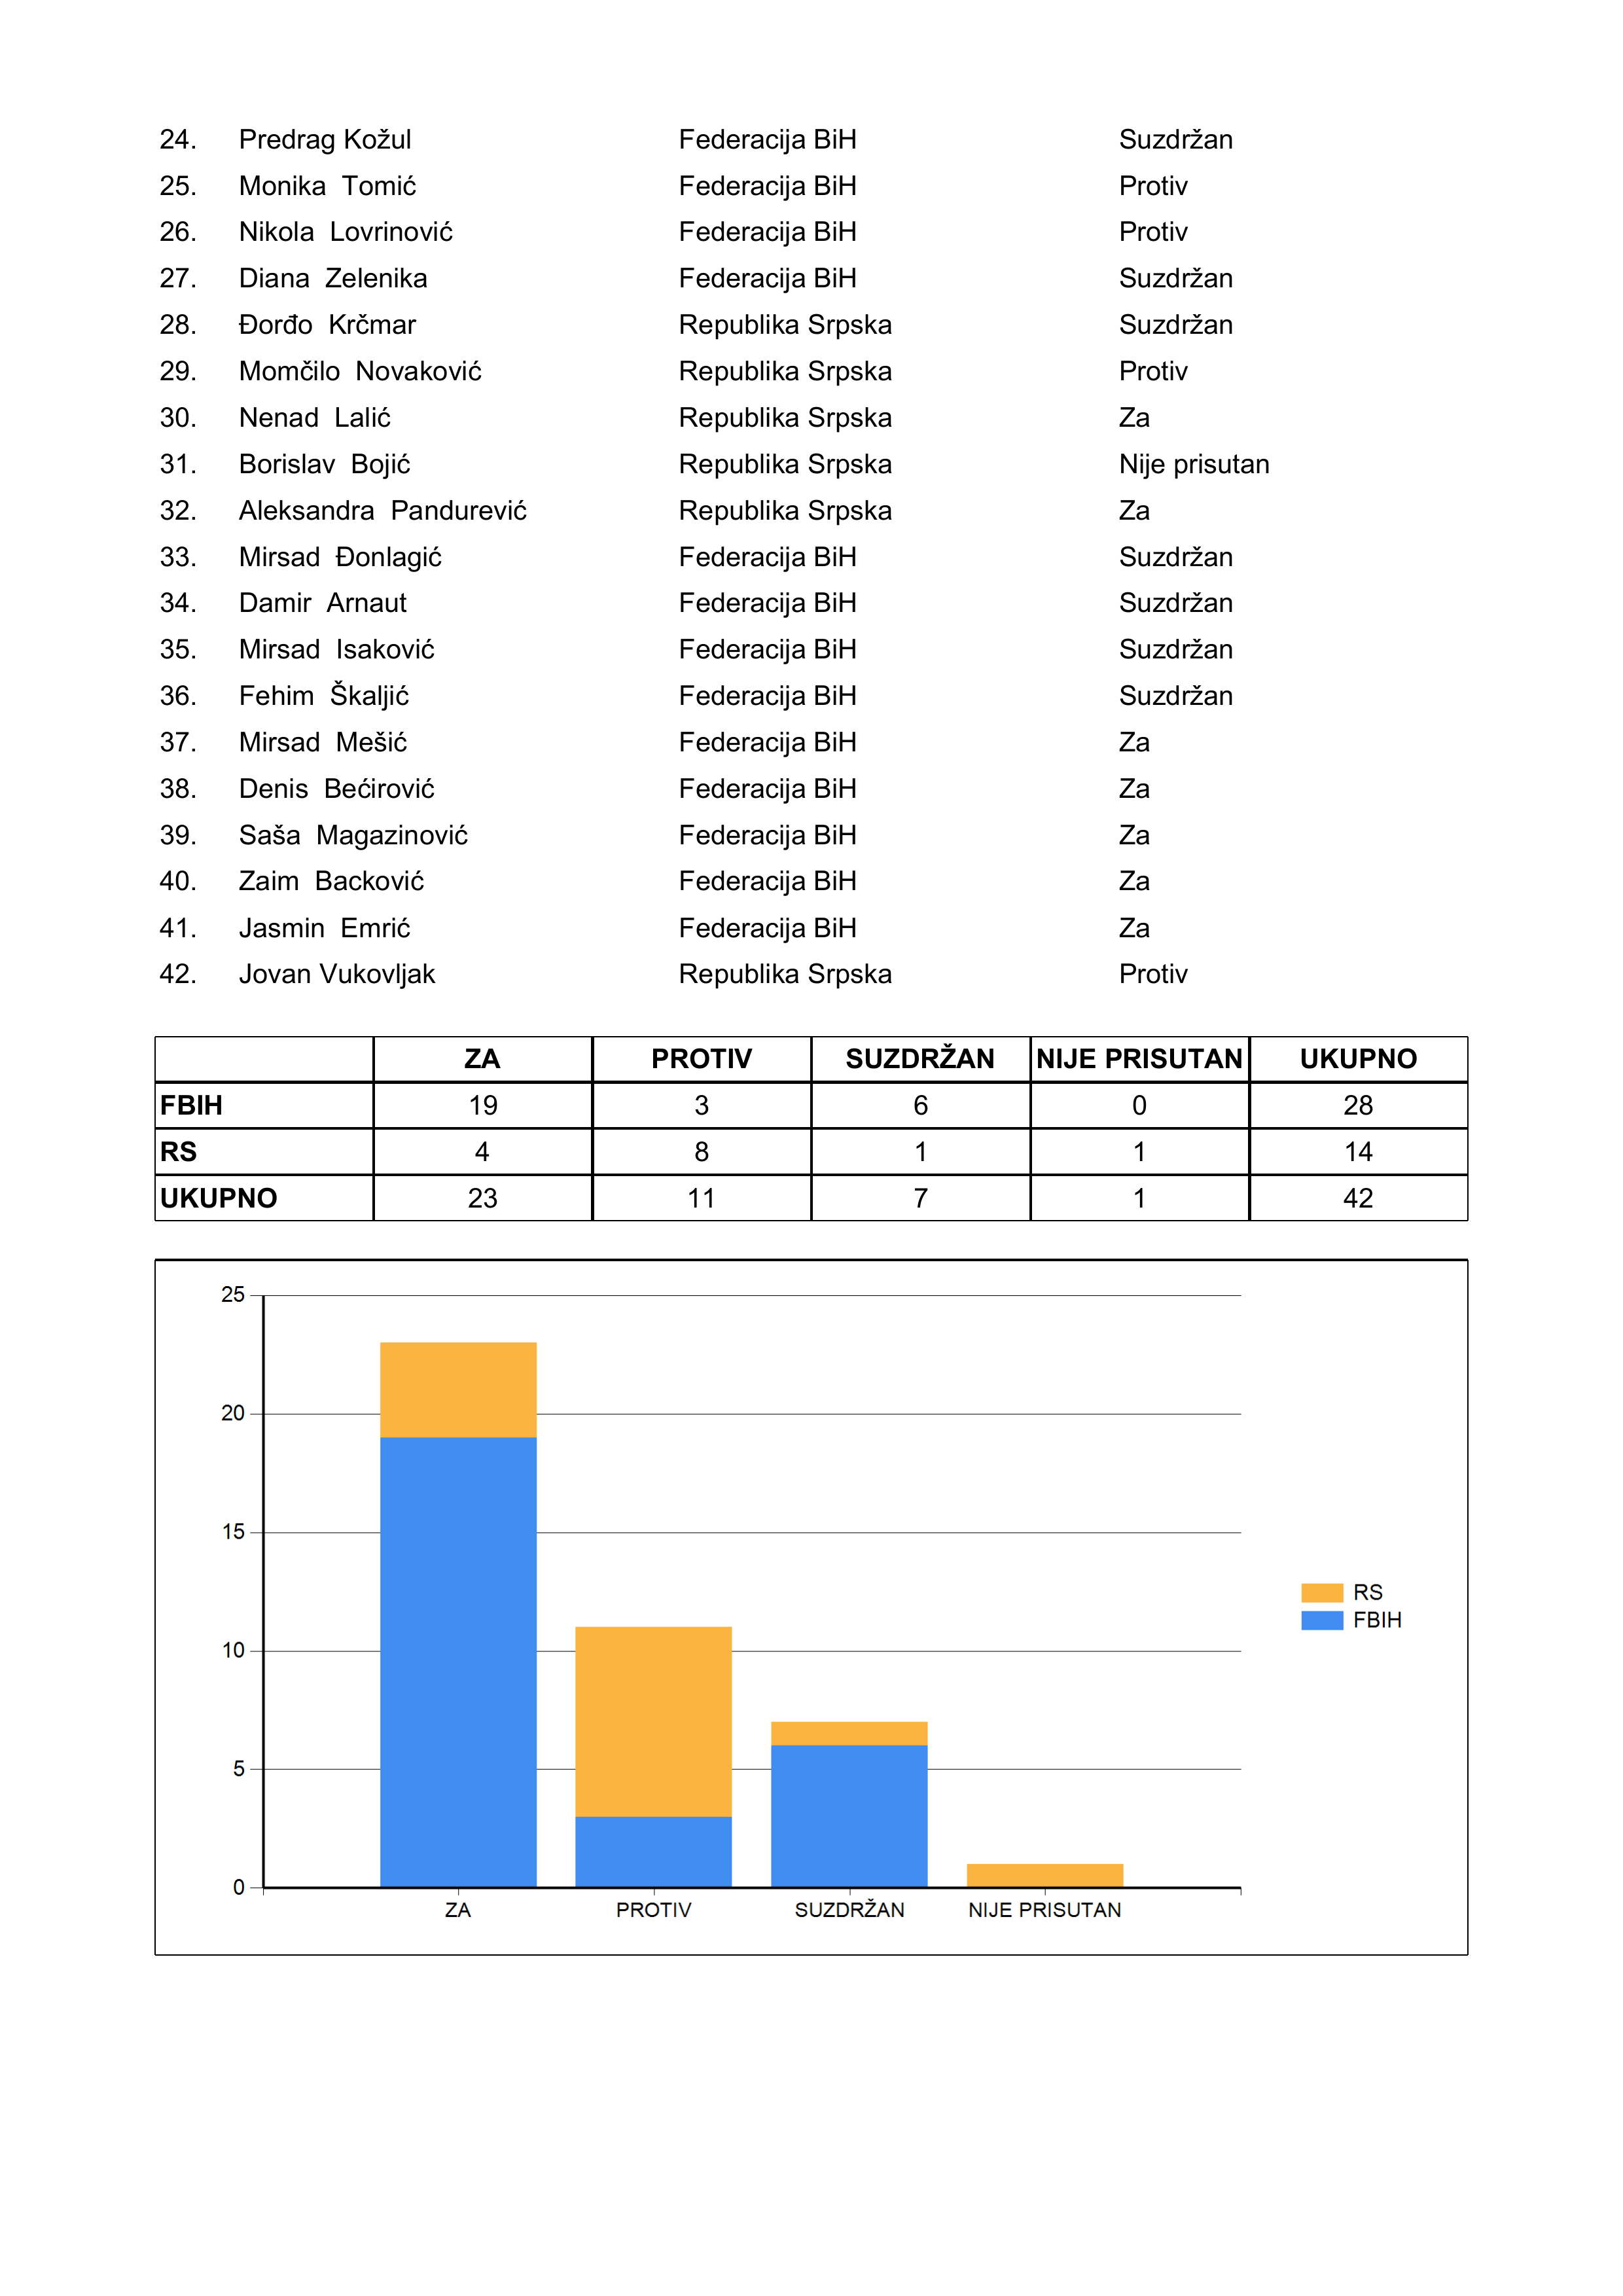 24. Predrag Kožul Federacija BiH Suzdržan
25. Monika Tomić Federacija BiH Protiv
26. Nikola Lovrinović Federacija BiH Protiv
27. Diana Zelenika Federacija BiH Suzdržan
28. Đorđo Krčmar Republika Srpska Suzdržan
29. Momčilo Novaković Republika Srpska Protiv
30. Nenad Lalić Republika Srpska Za
31. Borislav Bojić Republika Srpska Nije prisutan
32. Aleksandra Pandurević Republika Srpska Za
33. Mirsad Đonlagić Federacija BiH Suzdržan
34. Damir Arnaut Federacija BiH Suzdržan
35. Mirsad Isaković Federacija BiH Suzdržan
36. Fehim Škaljić Federacija BiH Suzdržan
37. Mirsad Mešić Federacija BiH Za
38. Denis Bećirović Federacija BiH Za
39. Saša Magazinović Federacija BiH Za
40. Zaim Backović Federacija BiH Za
41. Jasmin Emrić Federacija BiH Za
42. Jovan Vukovljak Republika Srpska Protiv
ZA PROTIV SUZDRŽAN NIJE PRISUTAN UKUPNO
FBIH 19 3 6 0 28
RS 4 8 1 1 14
UKUPNO 23 11 7 1 42
25
20
15
10
5
0
ZA PROTIV SUZDRŽAN NIJE PRISUTAN
RS
FBIH